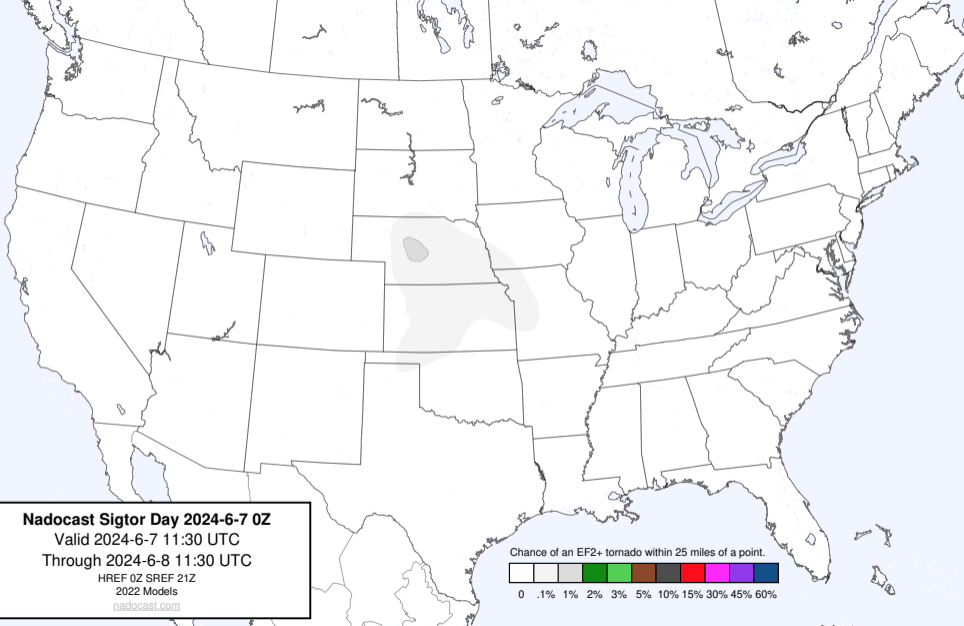 Nadocast Sigtor Day 2024-6-7 0Z
Valid 2024-6-7 11:30 UTC
Through 2024-6-8 11:30 UTC
HREF 0Z SREF 21Z
2022 Models
nadocast.com
Chance of an EF2+ tornado within 25 miles of a point.
0 .1% 1% 2% 3% 5% 10% 15% 30% 45% 60%